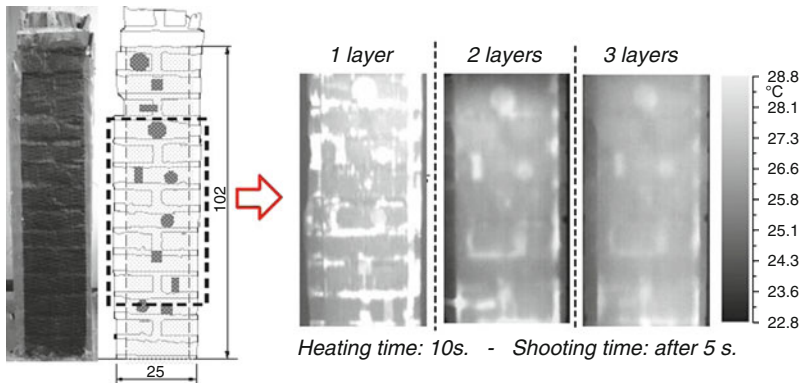 1 layer
2 layers
3 layers
28.8
°C
28.1
27.3
26.6
25.8
25.1
24.3
23.6
22.8
102
25
Heating time: 10s. - Shooting time: after 5 s.